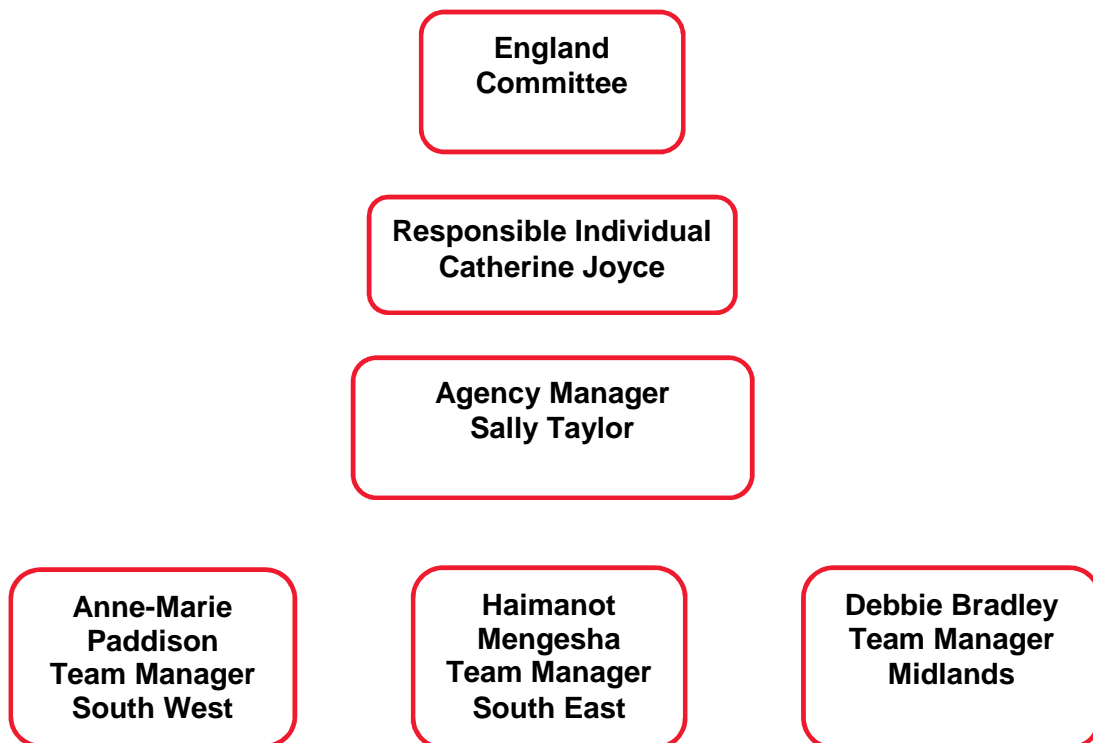 England
Committee
Responsible Individual
Catherine Joyce
Agency Manager
Sally Taylor
Anne-Marie
Paddison
Team Manager
South West
Haimanot
Mengesha
Team Manager
South East
Debbie Bradley
Team Manager
Midlands